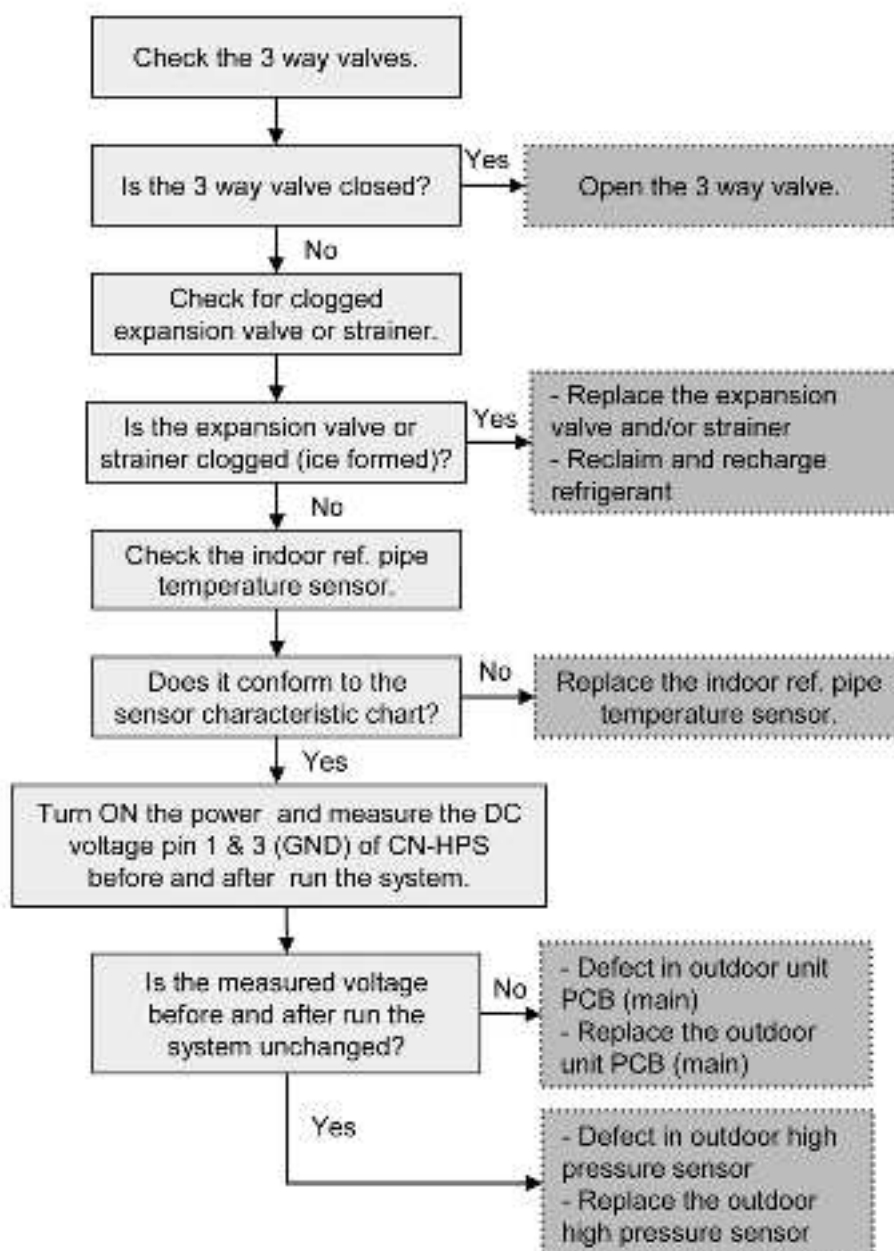 Check the 3 way valves.
Is the 3 way valve closed?
Yes
Open the 3 way valve.
No
Check for clogged
expansion valve or strainer.
Is the expansion valve or
strainer clogged (ice formed)?
Yes
- Replace the expansion
valve and/or strainer
- Reclaim and recharge
refrigerant
No
Check the indoor ref. pipe
temperature sensor.
Does it conform to the
sensor characteristic chart?
No
Replace the indoor ref. pipe
temperature sensor.
Yes
Turn ON the power and measure the DC
voltage pin 1 & 3 (GND) of CN-HPS
before and after run the system.
Is the measured voltage
before and after run the
system unchanged?
No
- Defect in outdoor unit
PCB (main)
- Replace the outdoor
unit PCB (main)
Yes
- Defect in outdoor high
pressure sensor
- Replace the outdoor
high pressure sensor